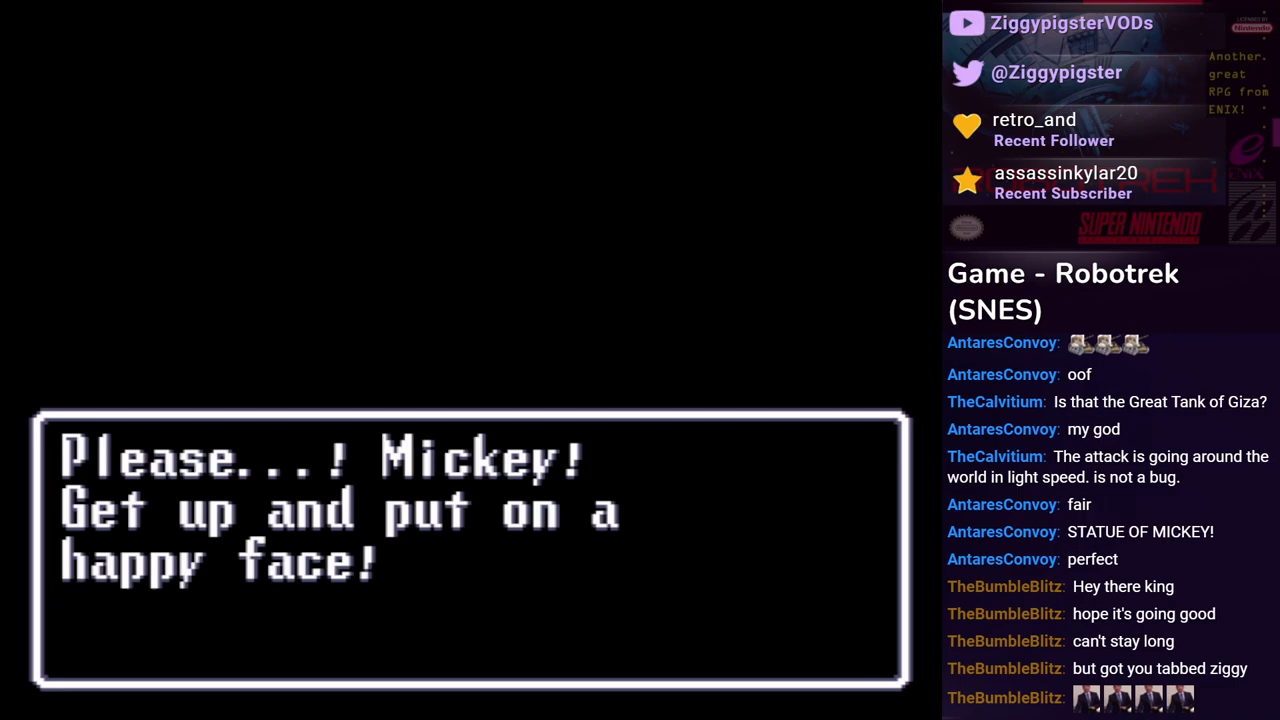 Please...! Mickey!
Get up and put on a
happy face!
ZiggypigsterVODs
@Ziggypigster
retro_and
Recent Follower
assassinkylar20
Recent Subscriber
LICENSED BY
Nintendo
Another
great
RPG from
ENIX!
SUPER NINTENDO
Game - Robotrek
(SNES)
AntaresConvoy:
AntaresConvoy: oof
TheCalvitium: Is that the Great Tank of Giza?
AntaresConvoy: my god
TheCalvitium: The attack is going around the
world in light speed. is not a bug.
AntaresConvoy: fair
AntaresConvoy: STATUE OF MICKEY!
AntaresConvoy: perfect
TheBumbleBlitz: Hey there king
TheBumbleBlitz: hope it's going good
TheBumbleBlitz: can't stay long
TheBumbleBlitz: but got you tabbed ziggy
TheBumbleBlitz: